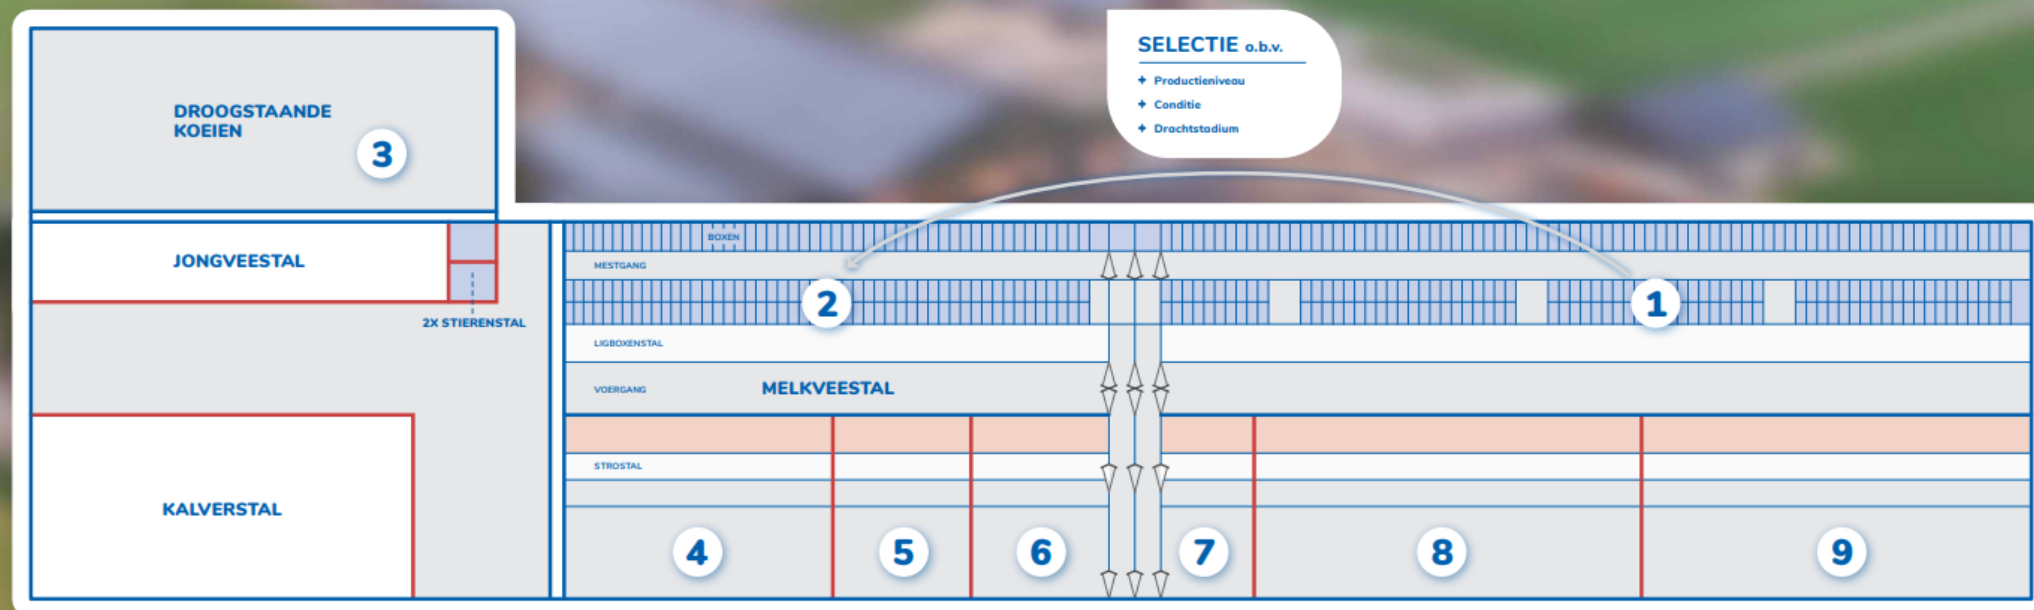 SELECTIE o.b.v.
+ Productieniveau
+ Conditie
+ Drachtstadium
DROOGSTAANDE
KOEIEN
3
JONGVEESTAL
2X STIERENSTAL
KALVERSTAL
BOXEN
MESTGANG
2
1
LIGBOXENSTAL
VOERGANG
MELKVEESTAL
STROSTAL
4
5
6
7
8
9